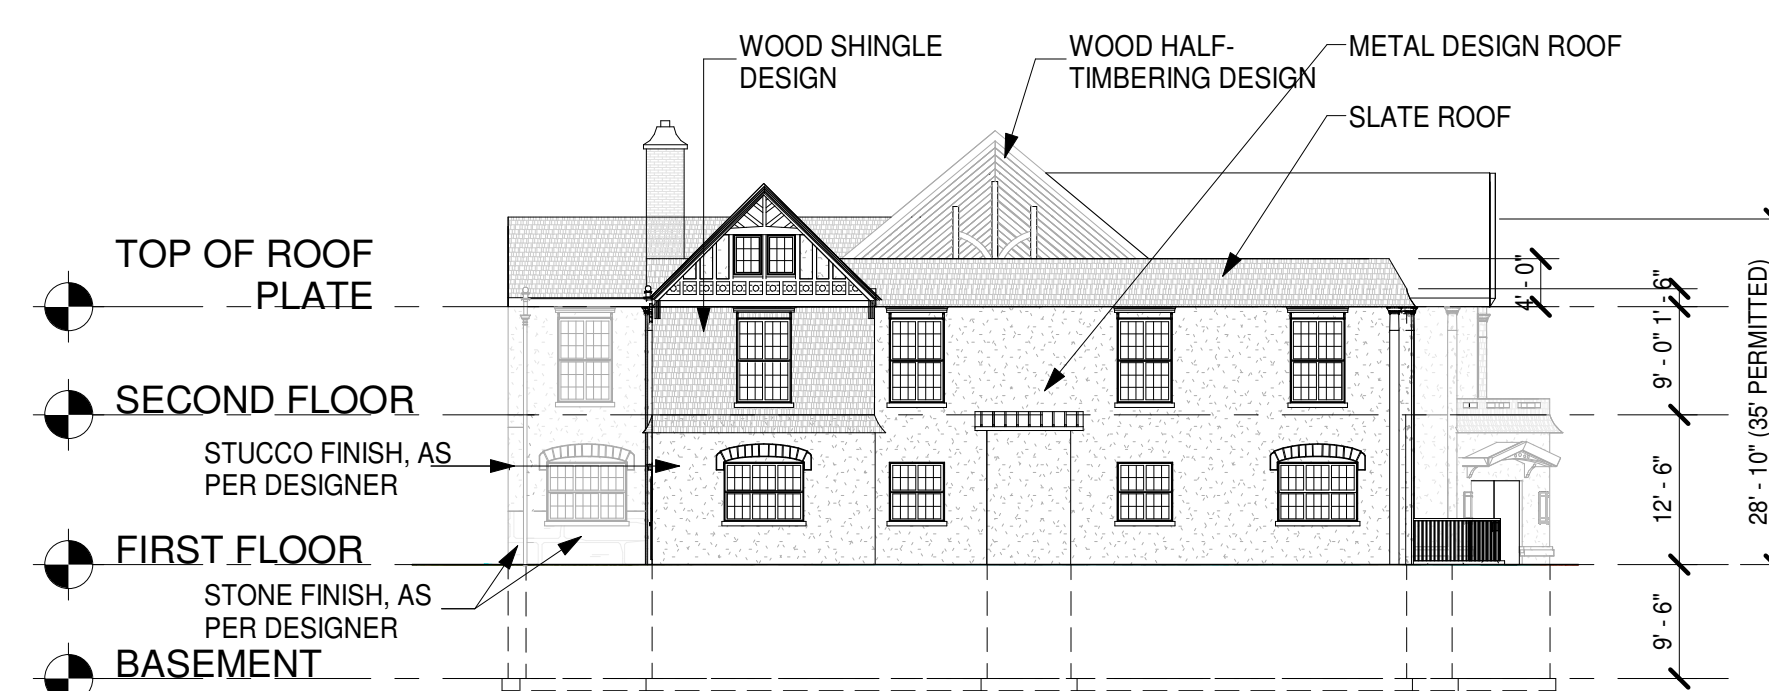 WOOD SHINGLE
DESIGN
WOOD HALF-
TIMBERING DESIGN
METAL DESIGN ROOF
SLATE ROOF
TOP OF ROOF
PLATE
SECOND FLOOR
STUCCO FINISH, AS
PER DESIGNER
FIRST FLOOR
STONE FINISH, AS
PER DESIGNER
BASEMENT
4' - 0"
1' - 6"
9' - 0"
12' - 6"
9' - 6"
28' - 10" (35' PERMITTED)